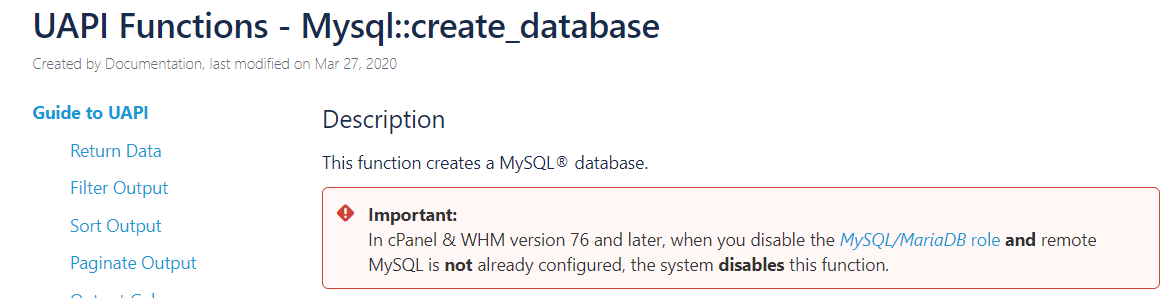 UAPI Functions - Mysql::create_database
Created by Documentation, last modified on Mar 27, 2020
Guide to UAPI
Return Data
Filter Output
Sort Output
Paginate Output
Description
This function creates a MySQL® database.
Important:
In cPanel & WHM version 76 and later, when you disable the MySQL/MariaDB role and remote
MySQL is not already configured, the system disables this function.